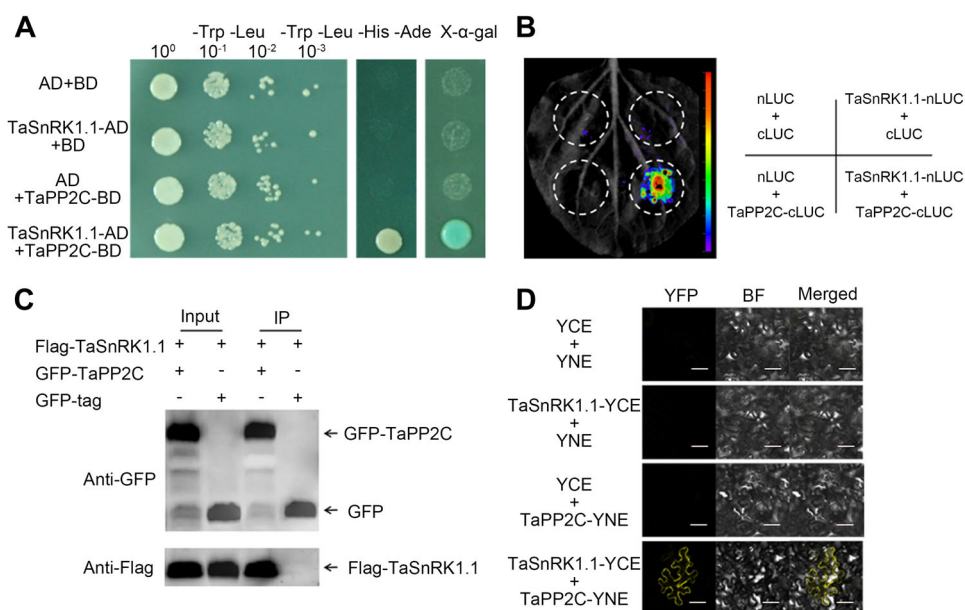 A
-Trp -Leu -Trp -Leu -His -Ade X-α-gal
10⁰ 10⁻¹ 10⁻² 10⁻³
AD+BD
TaSnRK1.1-AD
+BD
AD
+TaPP2C-BD
TaSnRK1.1-AD
+TaPP2C-BD
B
nLUC
+
cLUC
TaSnRK1.1-nLUC
+
cLUC
nLUC
+
TaPP2C-cLUC
TaSnRK1.1-nLUC
+
TaPP2C-cLUC
C
Input IP
Flag-TaSnRK1.1 + + + +
GFP-TaPP2C + - + -
GFP-tag - + - +
Anti-GFP
← GFP-TaPP2C
← GFP
Anti-Flag
← Flag-TaSnRK1.1
D
YFP BF Merged
YCE
+
YNE
TaSnRK1.1-YCE
+
YNE
YCE
+
TaPP2C-YNE
TaSnRK1.1-YCE
+
TaPP2C-YNE